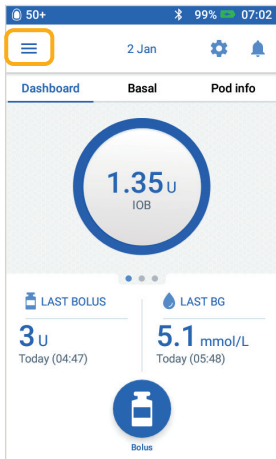 50+ 99% 07:02
2 Jan
Dashboard Basal Pod info
1.35 U
IOB
LAST BOLUS LAST BG
3 U 5.1 mmol/L
Today (04:47) Today (05:48)
Bolus